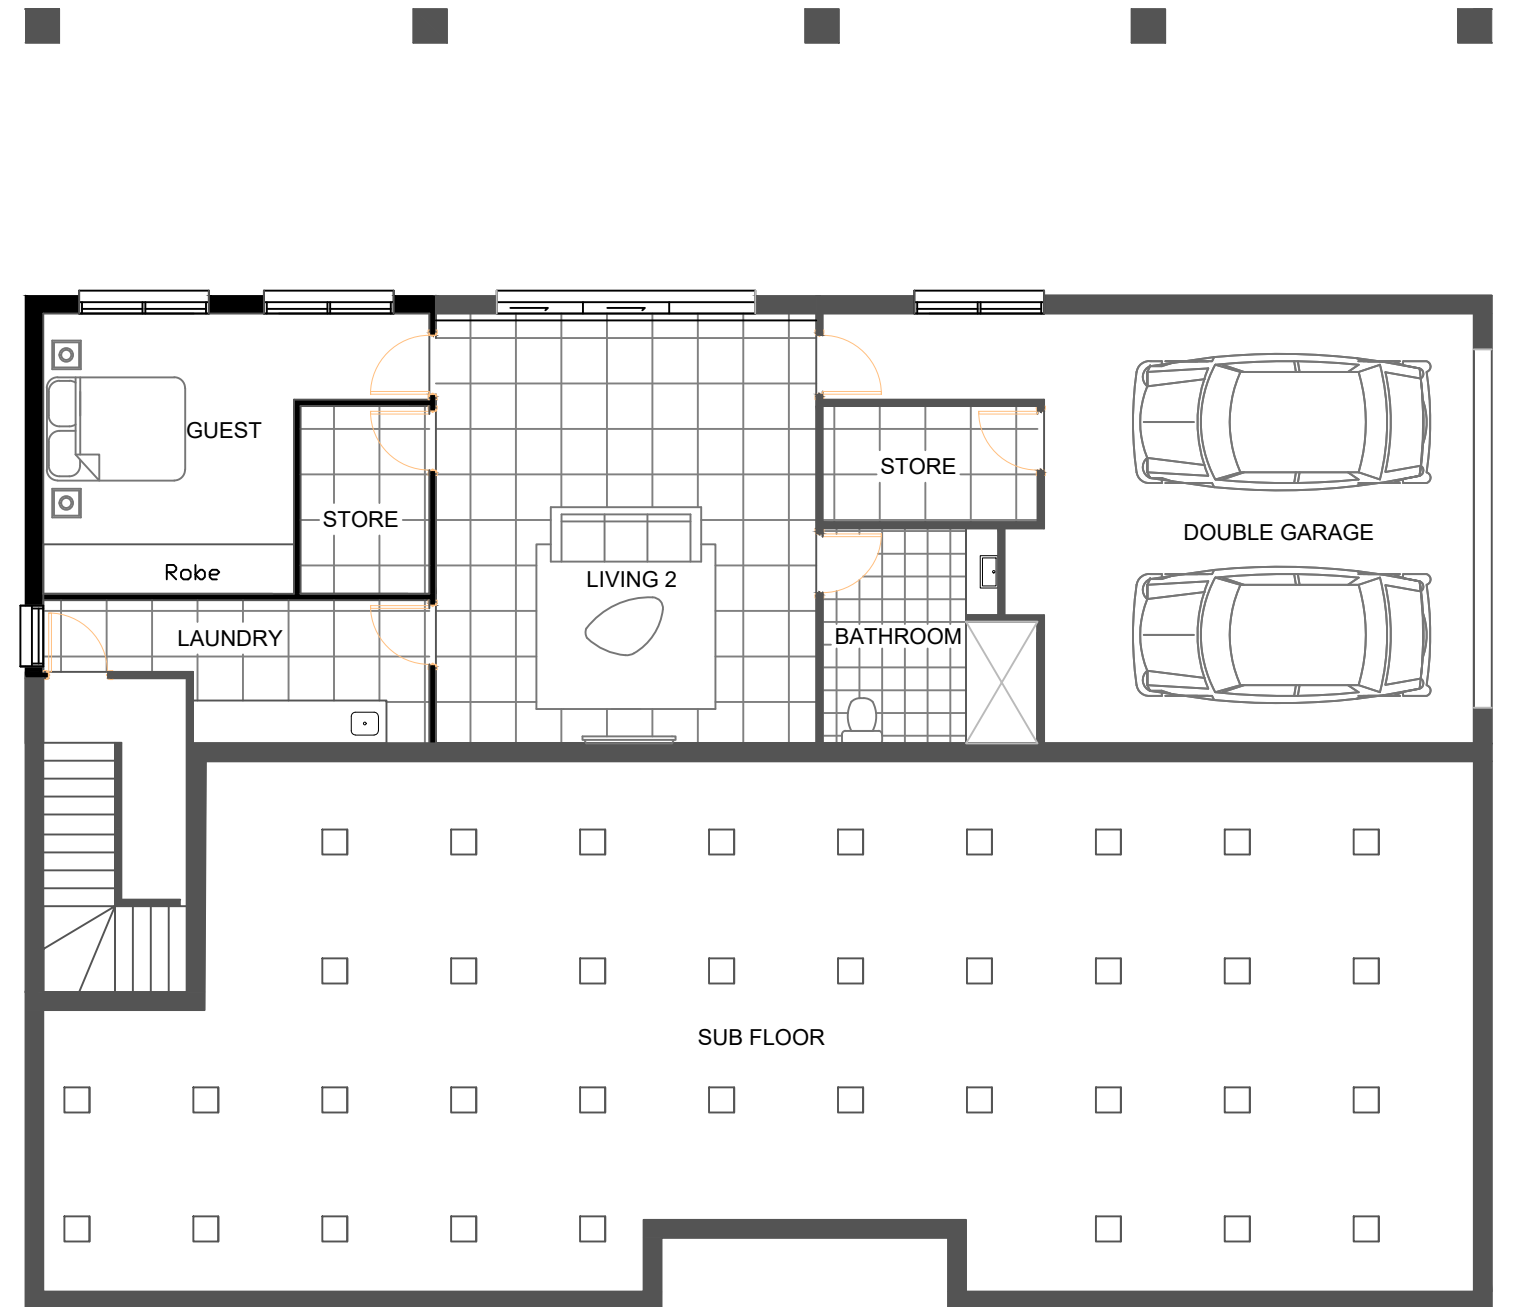 GUEST
STORE
STORE
DOUBLE GARAGE
Robe
LIVING 2
LAUNDRY
BATHROOM
SUB FLOOR